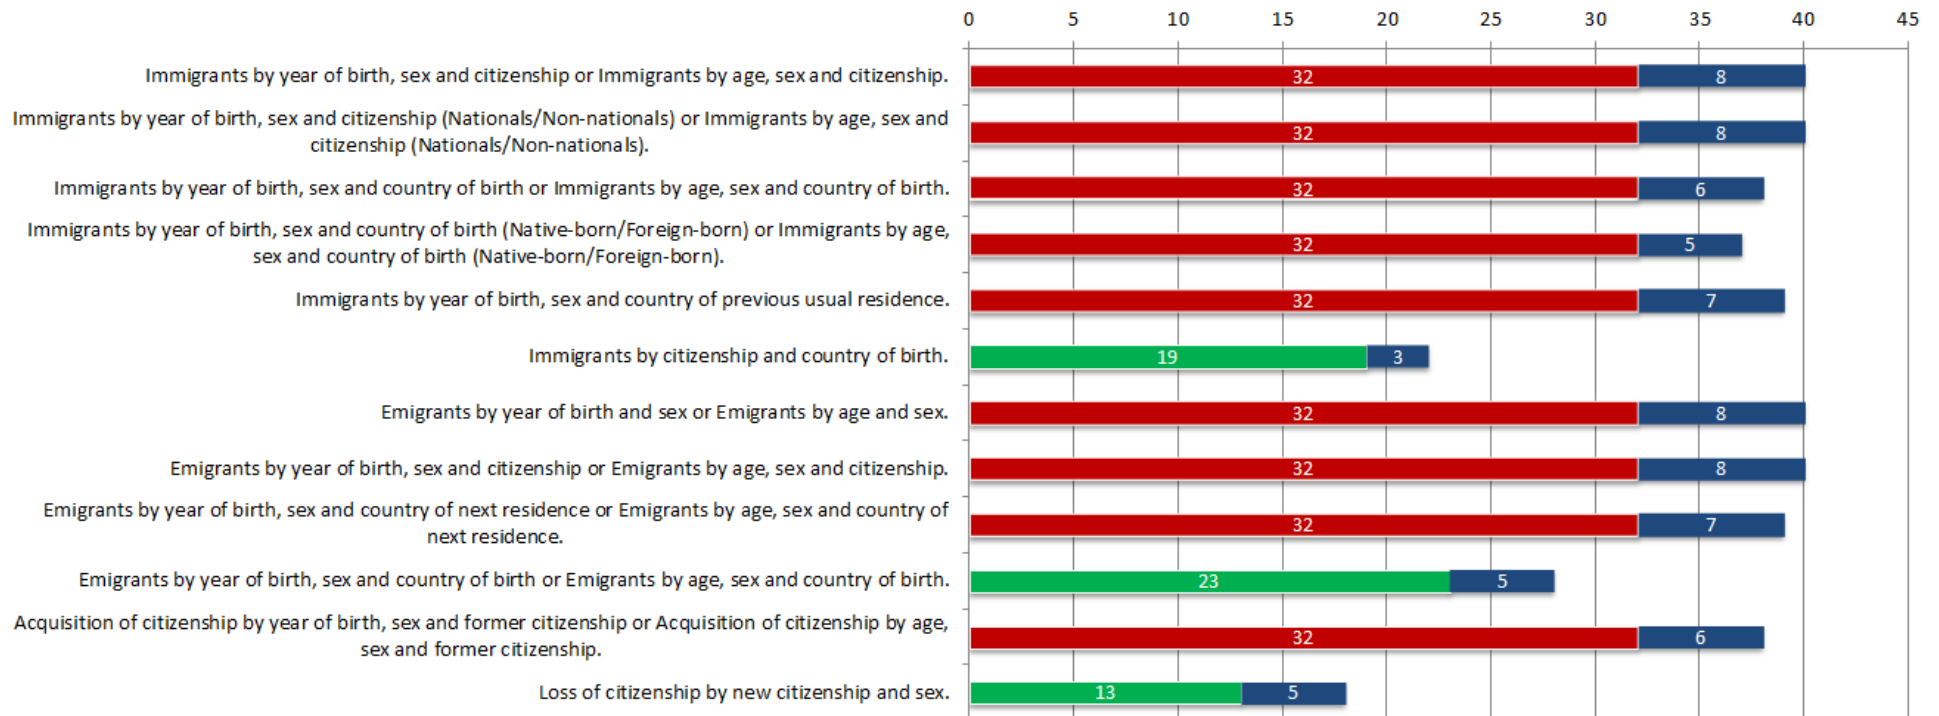 0 5 10 15 20 25 30 35 40 45
Immigrants by year of birth, sex and citizenship or Immigrants by age, sex and citizenship. 32 8
Immigrants by year of birth, sex and citizenship (Nationals/Non-nationals) or Immigrants by age, sex and
citizenship (Nationals/Non-nationals). 32 8
Immigrants by year of birth, sex and country of birth or Immigrants by age, sex and country of birth. 32 6
Immigrants by year of birth, sex and country of birth (Native-born/Foreign-born) or Immigrants by age,
sex and country of birth (Native-born/Foreign-born). 32 5
Immigrants by year of birth, sex and country of previous usual residence. 32 7
Immigrants by citizenship and country of birth. 19 3
Emigrants by year of birth and sex or Emigrants by age and sex. 32 8
Emigrants by year of birth, sex and citizenship or Emigrants by age, sex and citizenship. 32 8
Emigrants by year of birth, sex and country of next residence or Emigrants by age, sex and country of
next residence. 32 7
Emigrants by year of birth, sex and country of birth or Emigrants by age, sex and country of birth. 23 5
Acquisition of citizenship by year of birth, sex and former citizenship or Acquisition of citizenship by age,
sex and former citizenship. 32 6
Loss of citizenship by new citizenship and sex. 13 5